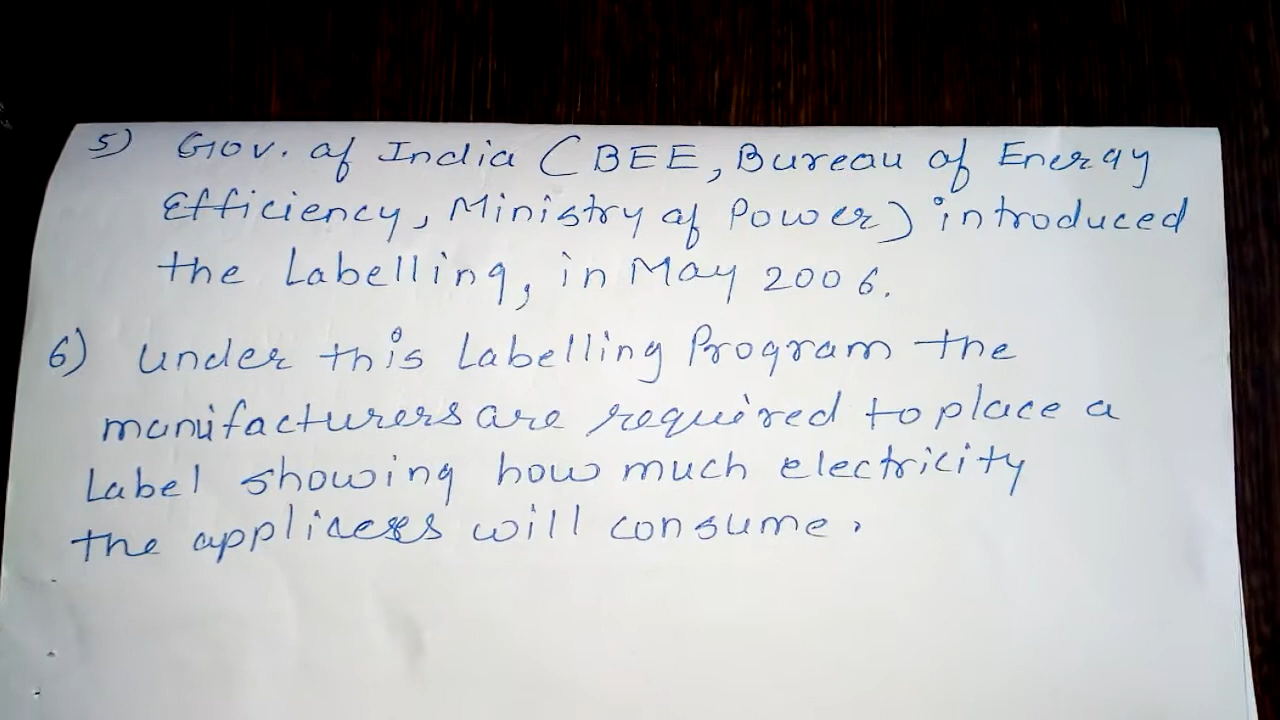 5) Gov. of India (BEE, Bureau of Energy
Efficiency, Ministry of Power) introduced
the Labelling, in May 2006.
6) under this Labelling Program the
manufacturers are required to place a
Label showing how much electricity
the will consume.